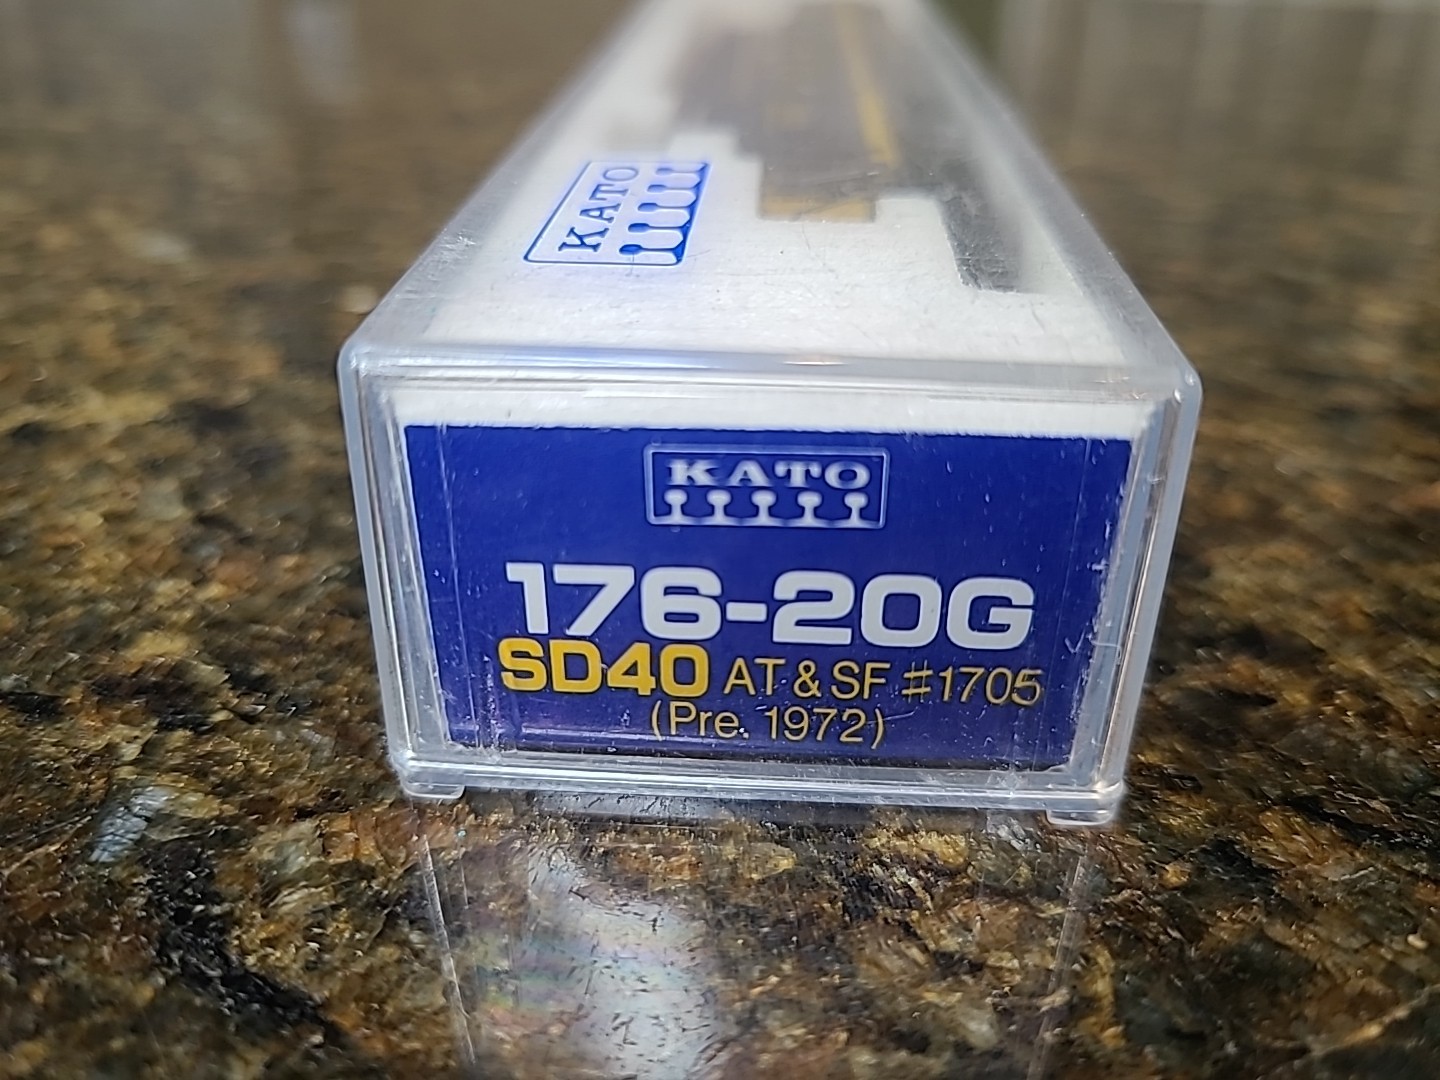 KATO
KATO
176-20G
SD40 AT & SF #1705
(Pre. 1972)